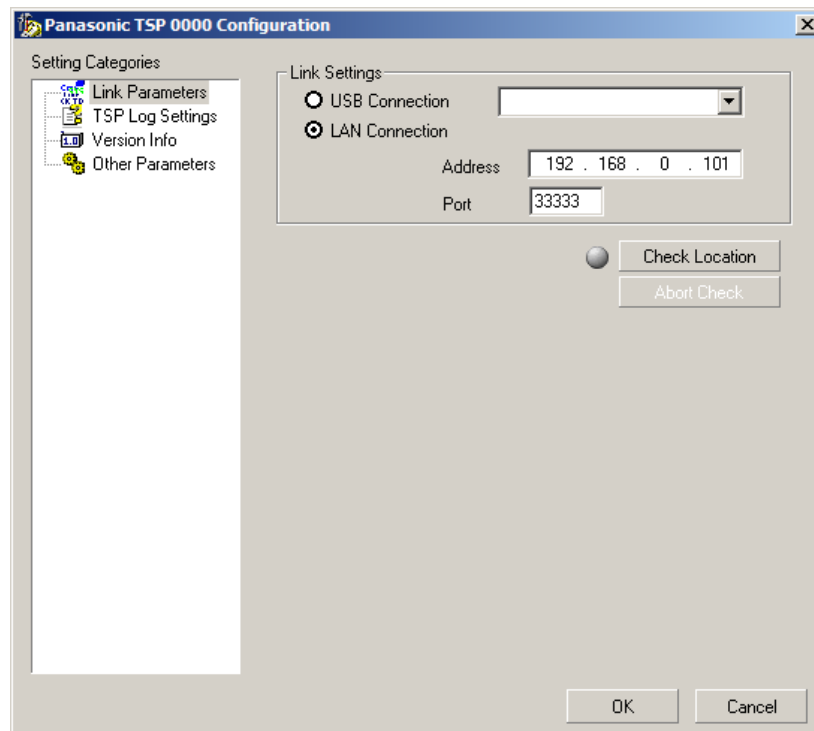 Panasonic TSP 0000 Configuration
Setting Categories
Link Parameters
TSP Log Settings
Version Info
Other Parameters
Link Settings
USB Connection
LAN Connection
Address 192 . 168 . 0 . 101
Port 33333
Check Location
Abort Check
OK Cancel